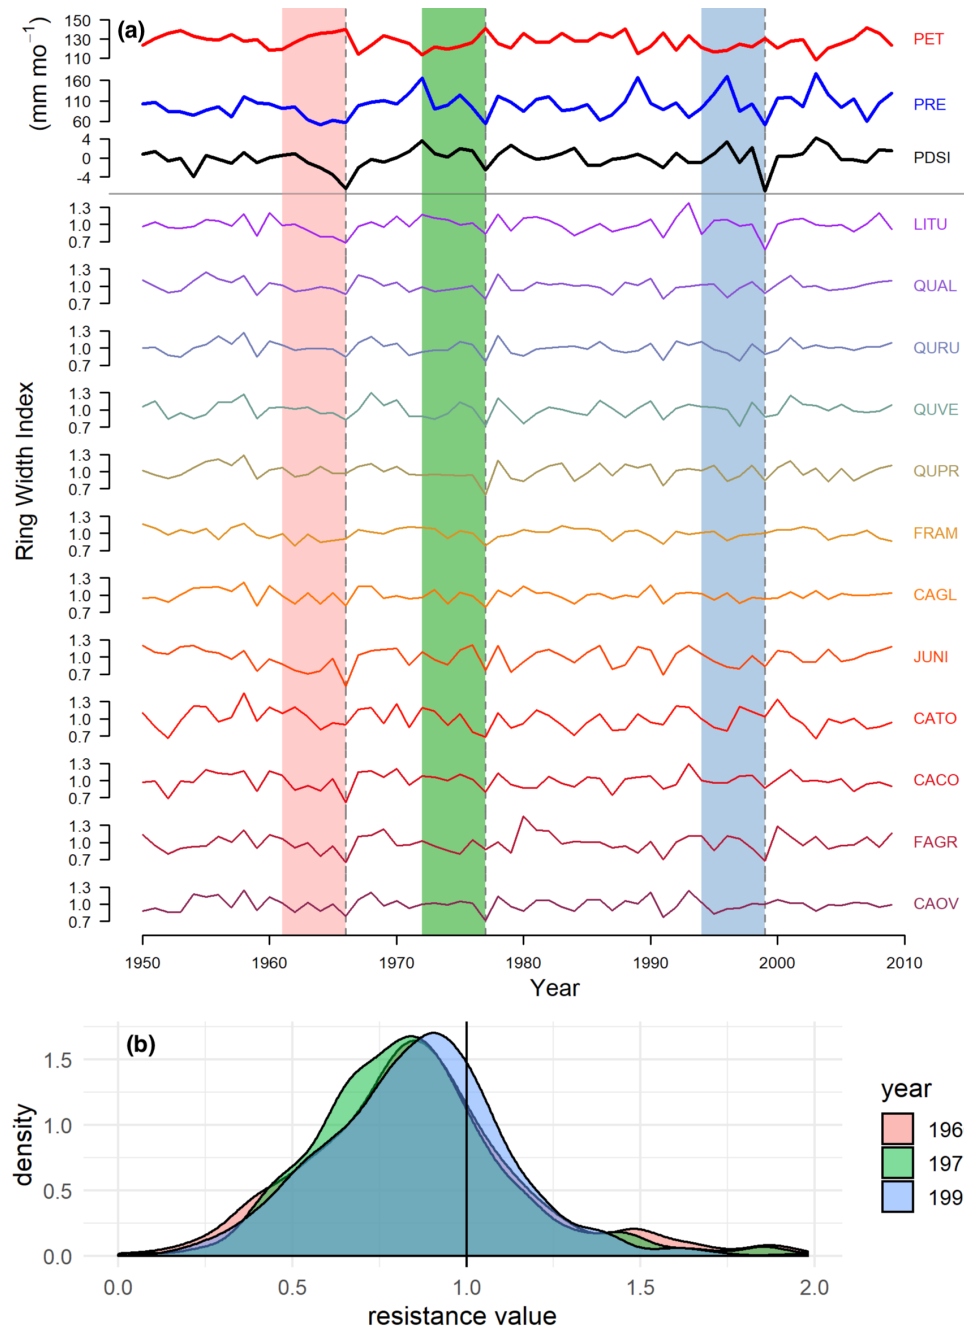 (a)
(mm mo⁻¹)
150
130
110
PET
160
110
60
PRE
4
0
-4
PDSI
Ring Width Index
1.3
1.0
0.7
LITU
1.3
1.0
0.7
QUAL
1.3
1.0
0.7
QURU
1.3
1.0
0.7
QUVE
1.3
1.0
0.7
QUPR
1.3
1.0
0.7
FRAM
1.3
1.0
0.7
CAGL
1.3
1.0
0.7
JUNI
1.3
1.0
0.7
CATO
1.3
1.0
0.7
CACO
1.3
1.0
0.7
FAGR
1.3
1.0
0.7
CAOV
1950 1960 1970 1980 1990 2000 2010
Year
(b)
density
1.5
1.0
0.5
0.0
0.0 0.5 1.0 1.5 2.0
resistance value
year
196
197
199